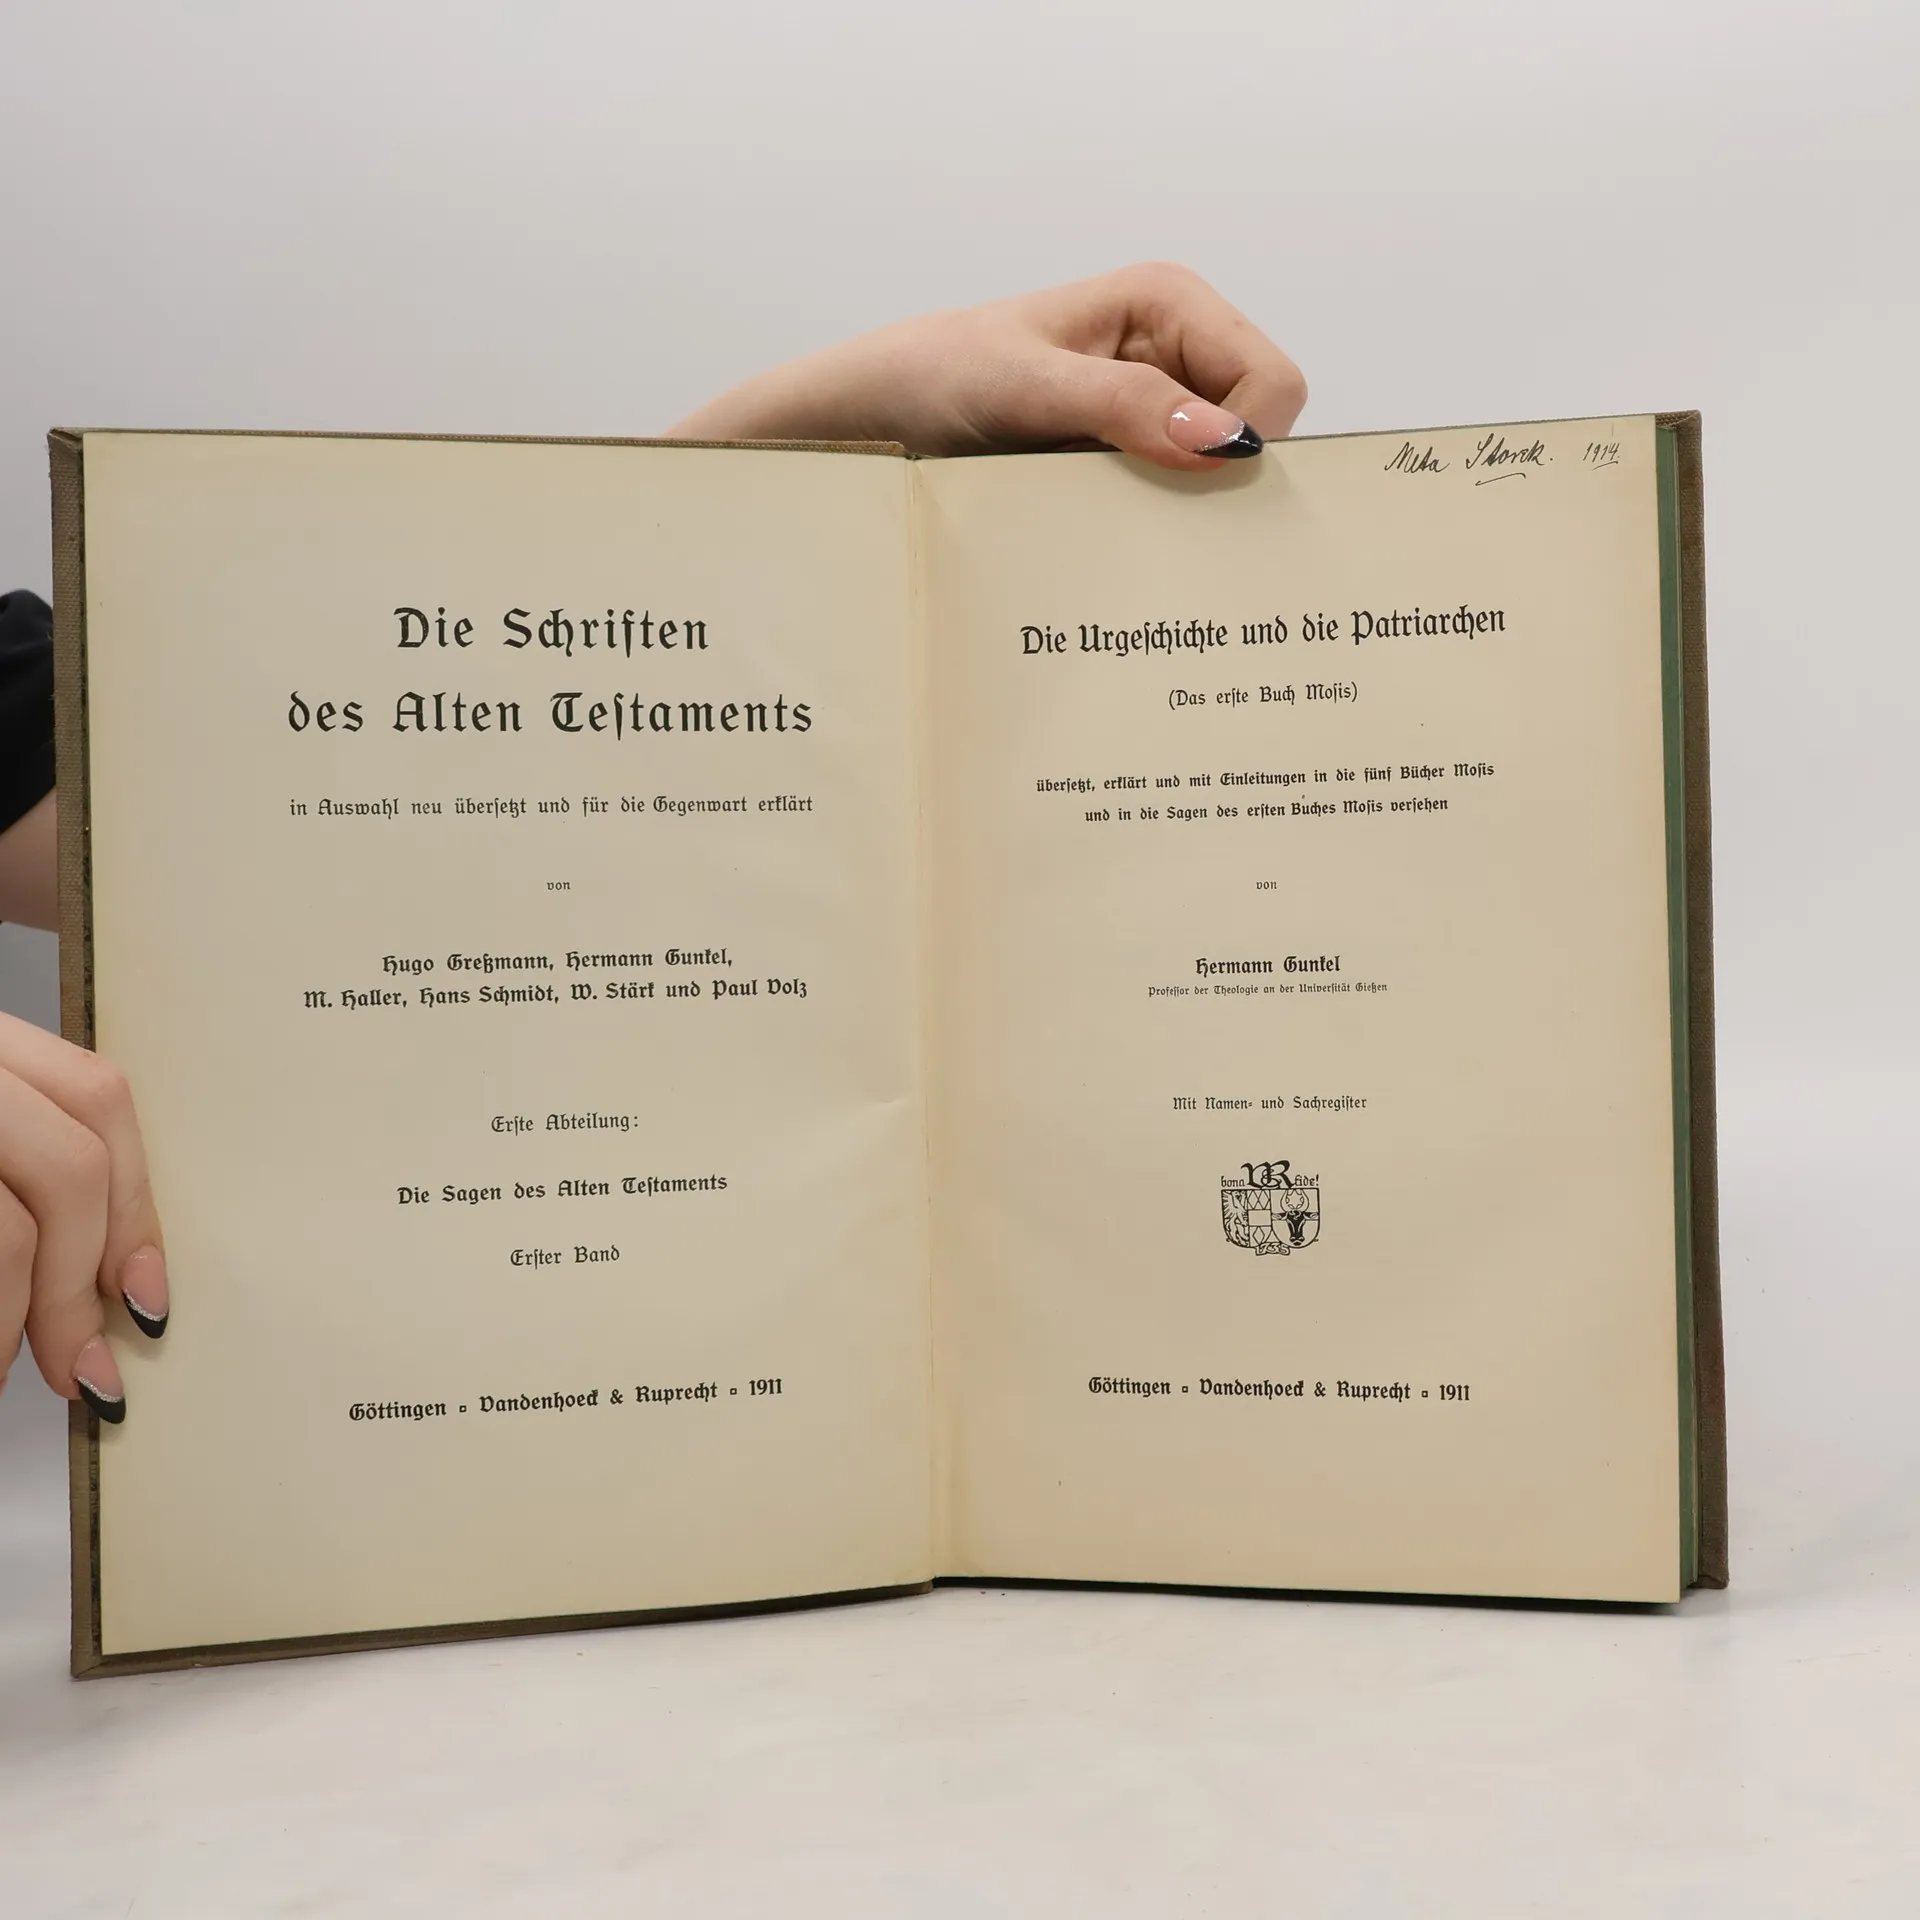 Die Schriften
des Alten Teſtaments
in Auswahl neu überſetzt und für die Gegenwart erklärt
von
Hugo Greßmann, Hermann Gunkel,
M. Haller, Hans Schmidt, W. Stärk und Paul Volz
Erſte Abteilung:
Die Sagen des Alten Teſtaments
Erſter Band
Göttingen ▫ Vandenhoeck & Ruprecht ▫ 1911
Meta Storck. 1914.
Die Urgeſchichte und die Patriarchen
(Das erſte Buch Moſis)
überſetzt, erklärt und mit Einleitungen in die fünf Bücher Moſis
und in die Sagen des erſten Buches Moſis verſehen
von
Hermann Gunkel
Profeſſor der Theologie an der Univerſität Gießen
Mit Namen- und Sachregiſter
bona VR fide!
Göttingen ▫ Vandenhoeck & Ruprecht ▫ 1911